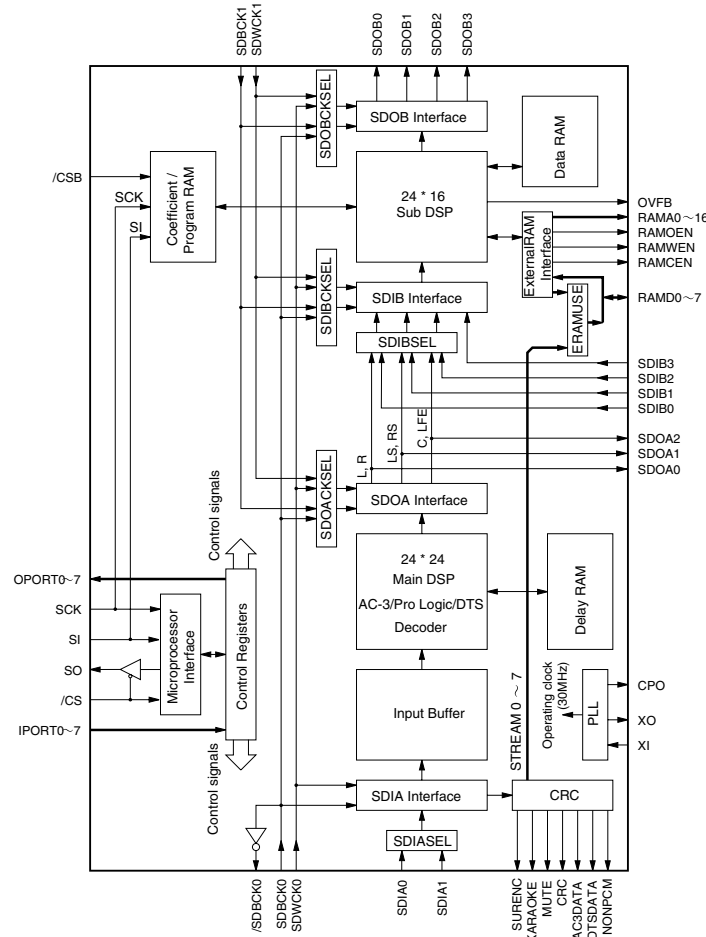 SDBCK1
SDWCK1
SDOB0
SDOB1
SDOB2
SDOB3
SDOBCKSEL
SDOB Interface
Data RAM
/CSB
SCK
SI
Coefficient /
Program RAM
24 * 16
Sub DSP
OVFB
RAMA0～16
RAMOEN
RAMWEN
RAMCEN
RAMD0～7
ExternalRAM
Interface
ERAMUSE
SDIBCKSEL
SDIB Interface
SDIBSEL
SDIB3
SDIB2
SDIB1
SDIB0
L, R
LS, RS
C, LFE
SDOA2
SDOA1
SDOA0
SDOACKSEL
SDOA Interface
Control signals
OPORT0～7
SCK
SI
SO
/CS
IPORT0～7
Microprocessor
Interface
Control Registers
Control signals
24 * 24
Main DSP
AC-3/Pro Logic/DTS
Decoder
Delay RAM
Input Buffer
STREAM 0 ～ 7
Operating clock
(30MHz)
PLL
CPO
XO
XI
SDIA Interface
CRC
SDIASEL
/SDBCK0
SDBCK0
SDWCK0
SDIA0
SDIA1
SURENC
KARAOKE
MUTE
CRC
AC3DATA
DTSDATA
NONPCM